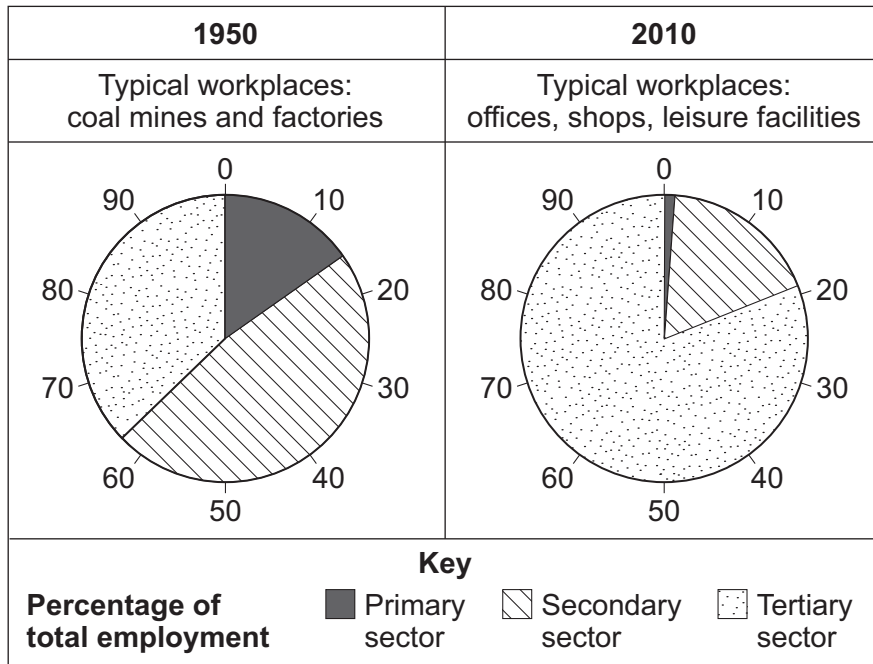 1950
2010
Typical workplaces:
coal mines and factories
Typical workplaces:
offices, shops, leisure facilities
0
10
20
30
40
50
60
70
80
90
0
10
20
30
40
50
60
70
80
90
Key
Percentage of
total employment
Primary
sector
Secondary
sector
Tertiary
sector